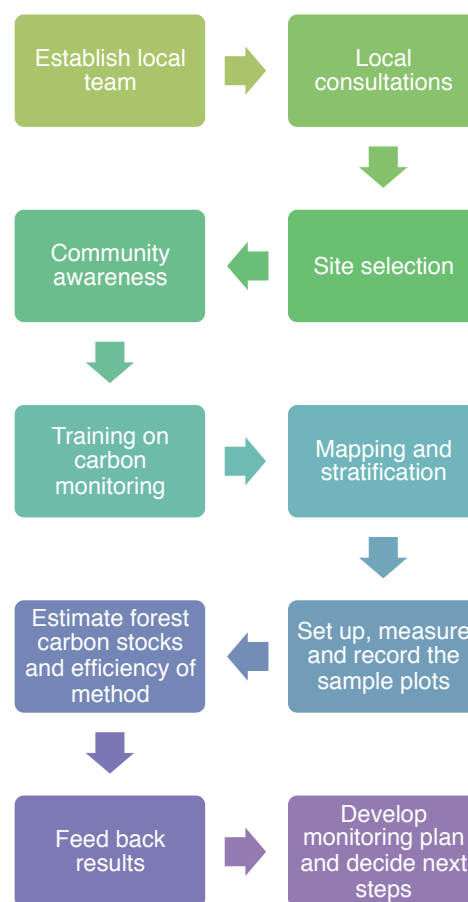 Establish local
team
Local
consultations
Site selection
Community
awareness
Training on
carbon
monitoring
Mapping and
stratification
Set up, measure
and record the
sample plots
Estimate forest
carbon stocks
and efficiency of
method
Feed back
results
Develop
monitoring plan
and decide next
steps